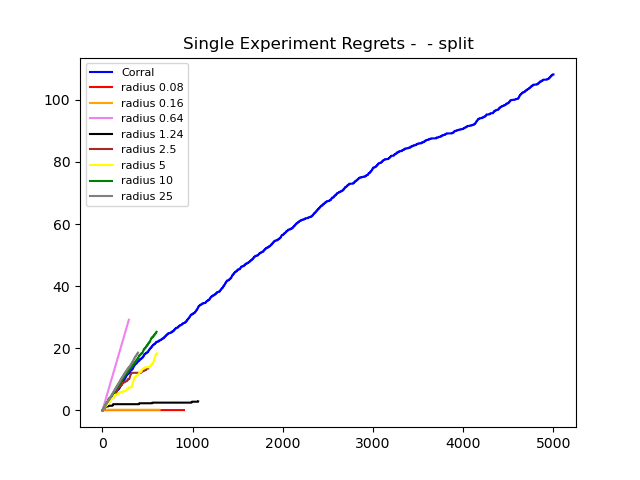 Single Experiment Regrets -  - split
Corral
radius 0.08
radius 0.16
radius 0.64
radius 1.24
radius 2.5
radius 5
radius 10
radius 25
100
80
60
40
20
0
0 1000 2000 3000 4000 5000